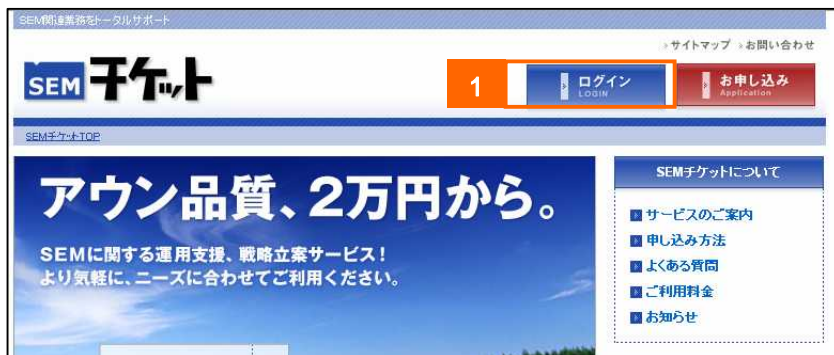 SEM関連業務をトータルサポート
サイトマップ お問い合わせ
SEMチケット
1
ログイン
LOGIN
お申し込み
Application
SEMチケットTOP
アウン品質、2万円から。
SEMに関する運用支援、戦略立案サービス!
より気軽に、ニーズに合わせてご利用ください。
SEMチケットについて
サービスのご案内
申し込み方法
よくある質問
ご利用料金
お知らせ